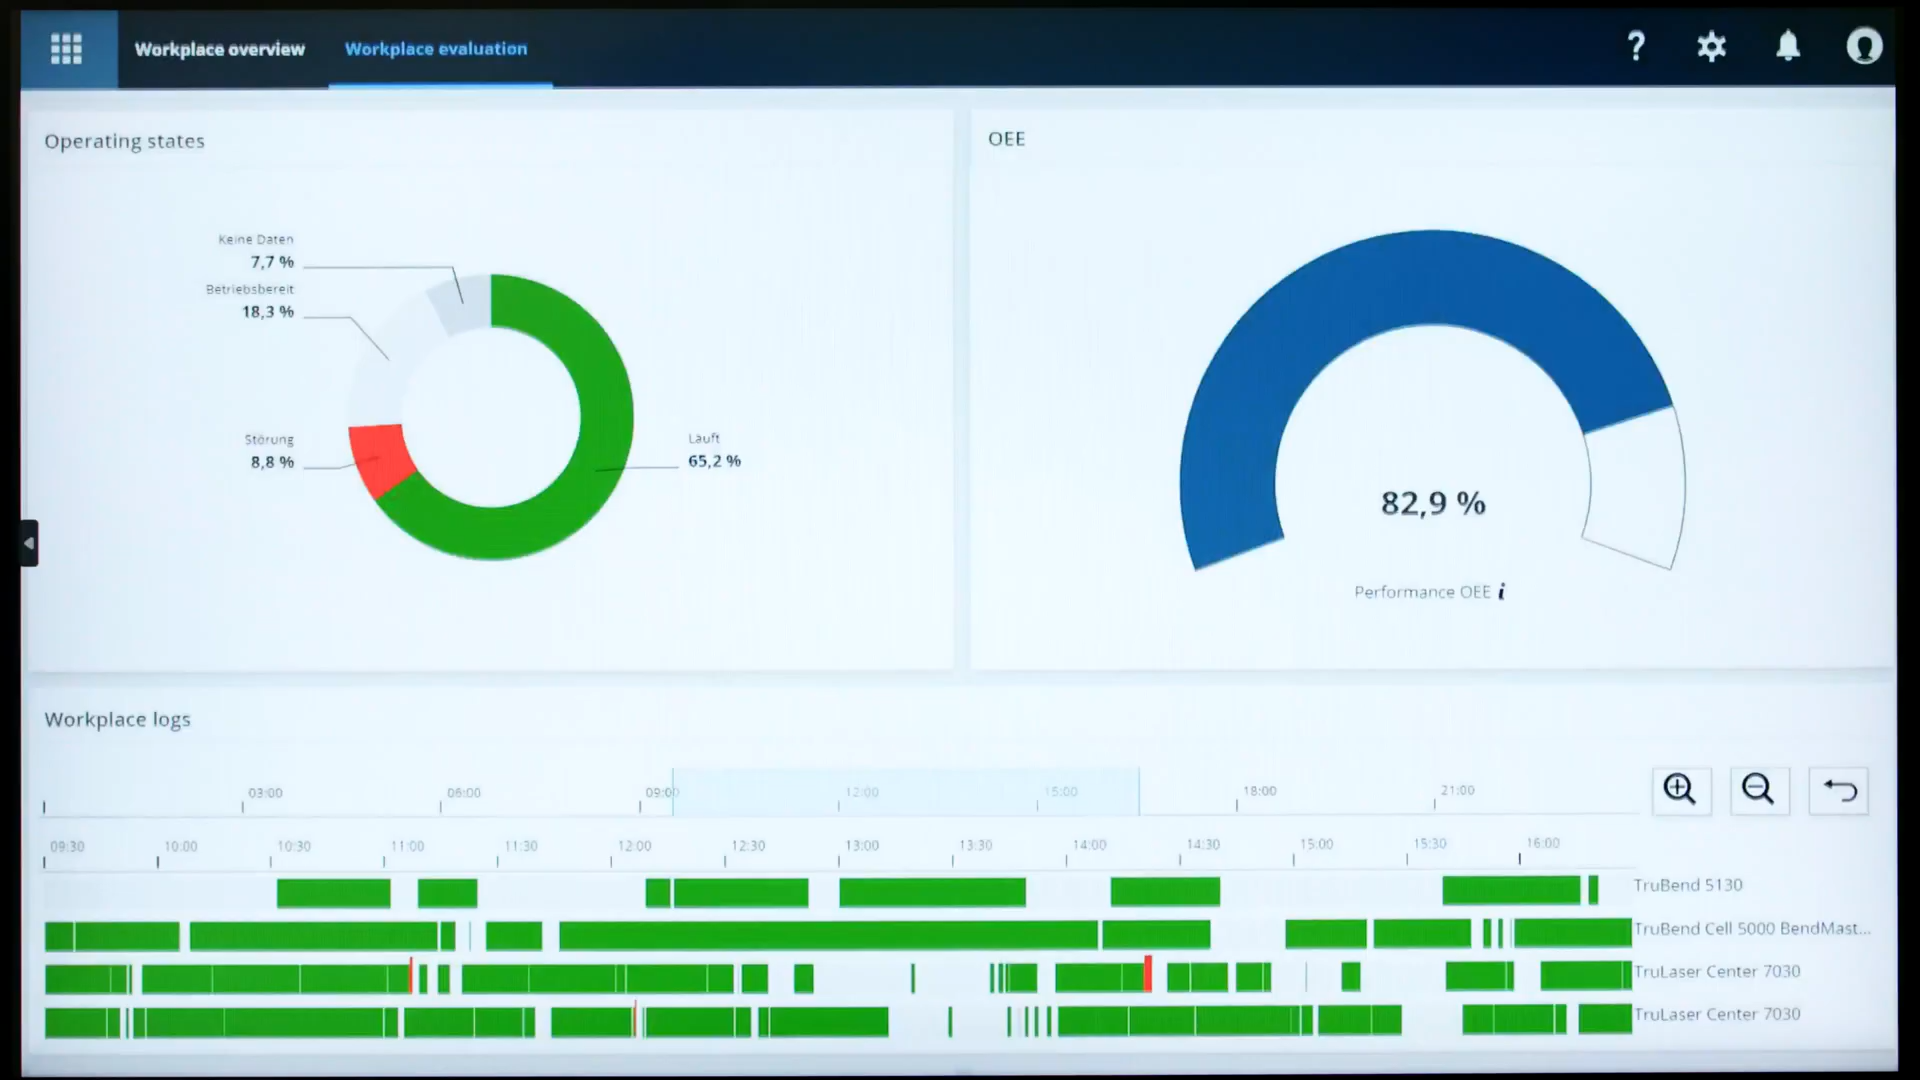 Workplace overview
Workplace evaluation
?
Operating states
Keine Daten
7,7 %
Betriebsbereit
18,3 %
Störung
8,8 %
Läuft
65,2 %
OEE
82,9 %
Performance OEE i
Workplace logs
03:00 06:00 09:00 12:00 15:00 18:00 21:00
09:30 10:00 10:30 11:00 11:30 12:00 12:30 13:00 13:30 14:00 14:30 15:00 15:30 16:00
TruBend 5130
TruBend Cell 5000 BendMast...
TruLaser Center 7030
TruLaser Center 7030